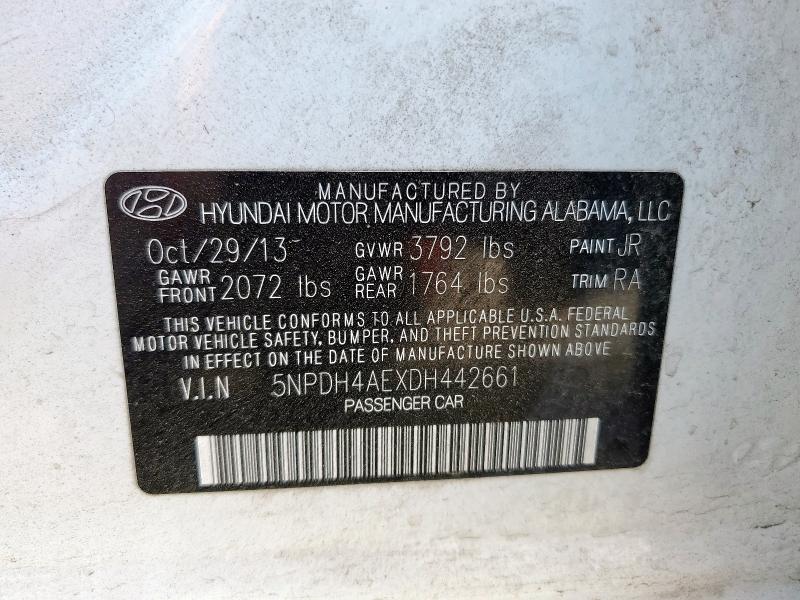 MANUFACTURED BY
HYUNDAI MOTOR MANUFACTURING ALABAMA, LLC
Oct/29/13 GVWR 3792 lbs PAINT JR
GAWR FRONT 2072 lbs GAWR REAR 1764 lbs TRIM RA
THIS VEHICLE CONFORMS TO ALL APPLICABLE U.S.A. FEDERAL
MOTOR VEHICLE SAFETY, BUMPER, AND THEFT PREVENTION STANDARDS
IN EFFECT ON THE DATE OF MANUFACTURE SHOWN ABOVE
V.I.N 5NPDH4AEXDH442661
PASSENGER CAR